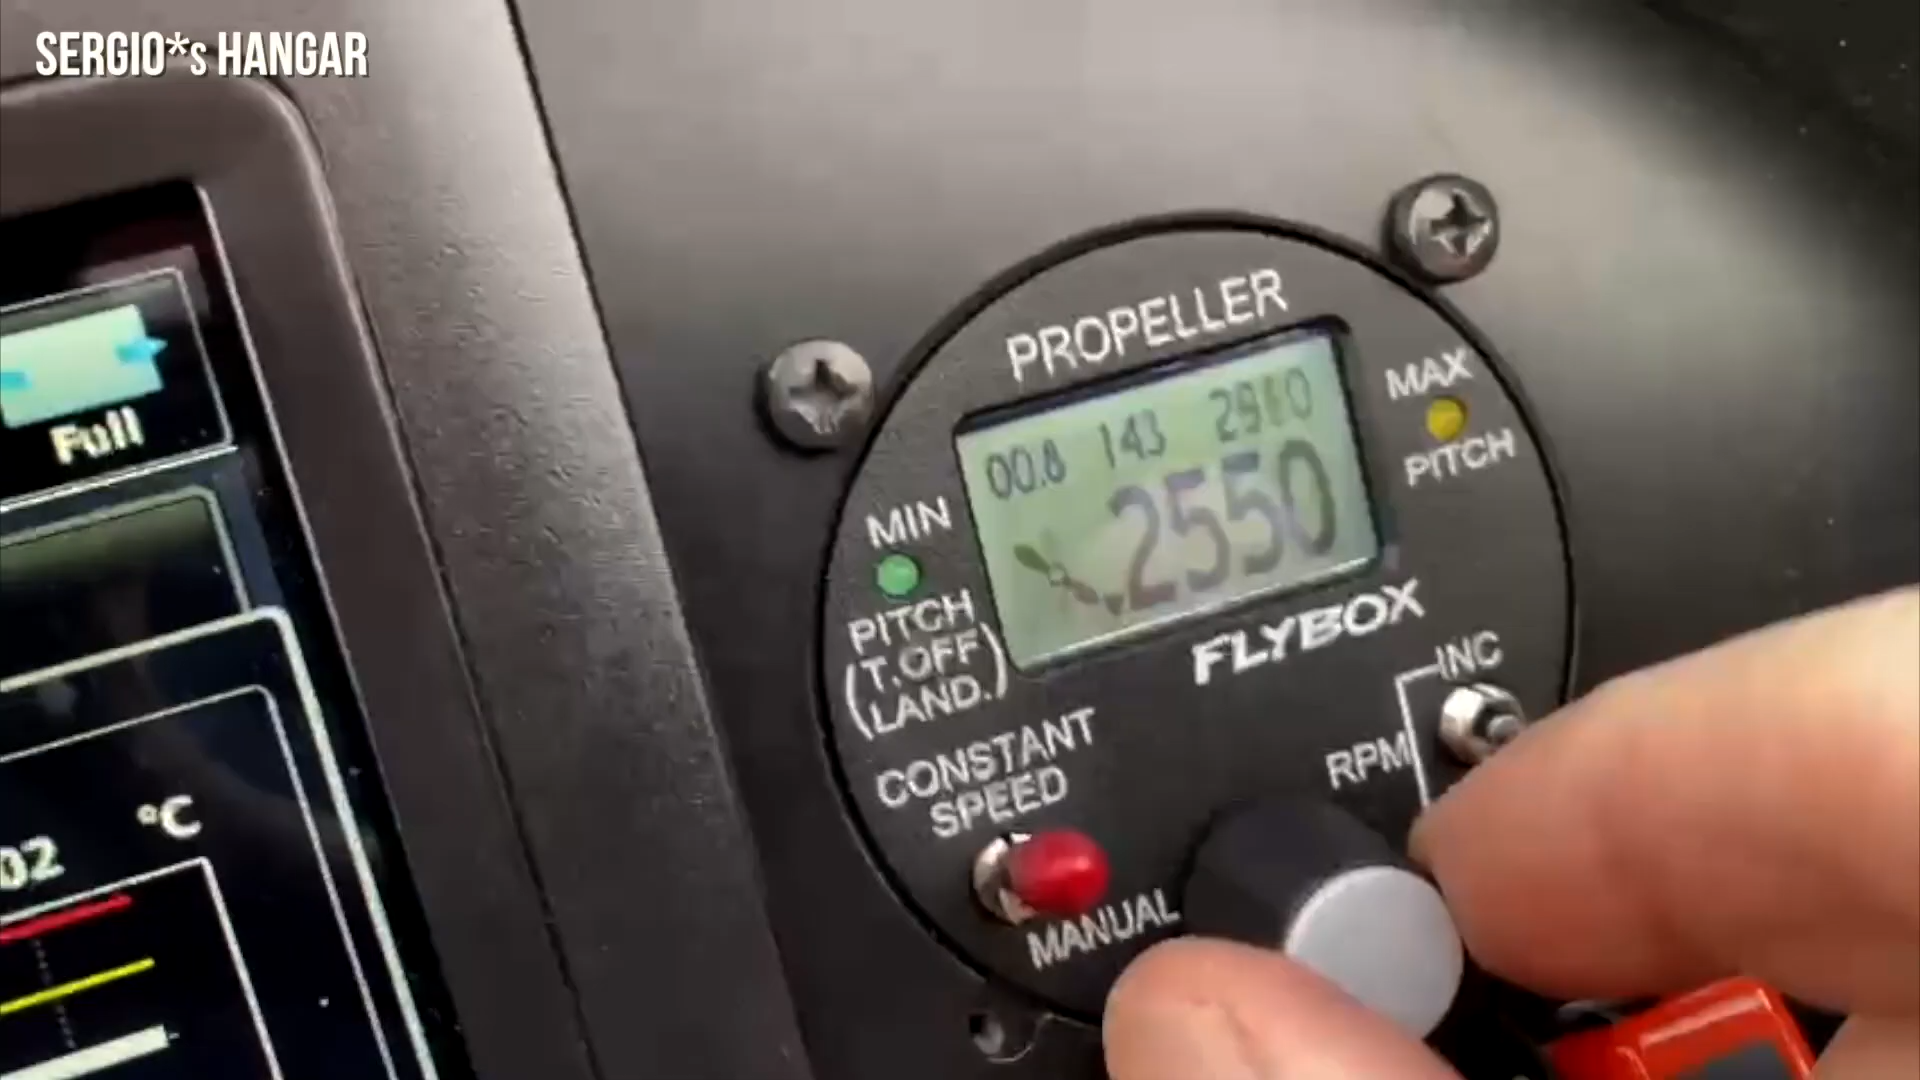 SERGIO*s HANGAR
Full
°C
02
PROPELLER
00.8 143
2550
MAX
PITCH
MIN
PITCH
(T.OFF
LAND.)
FLYBOX
CONSTANT
SPEED
MANUAL
INC
RPM